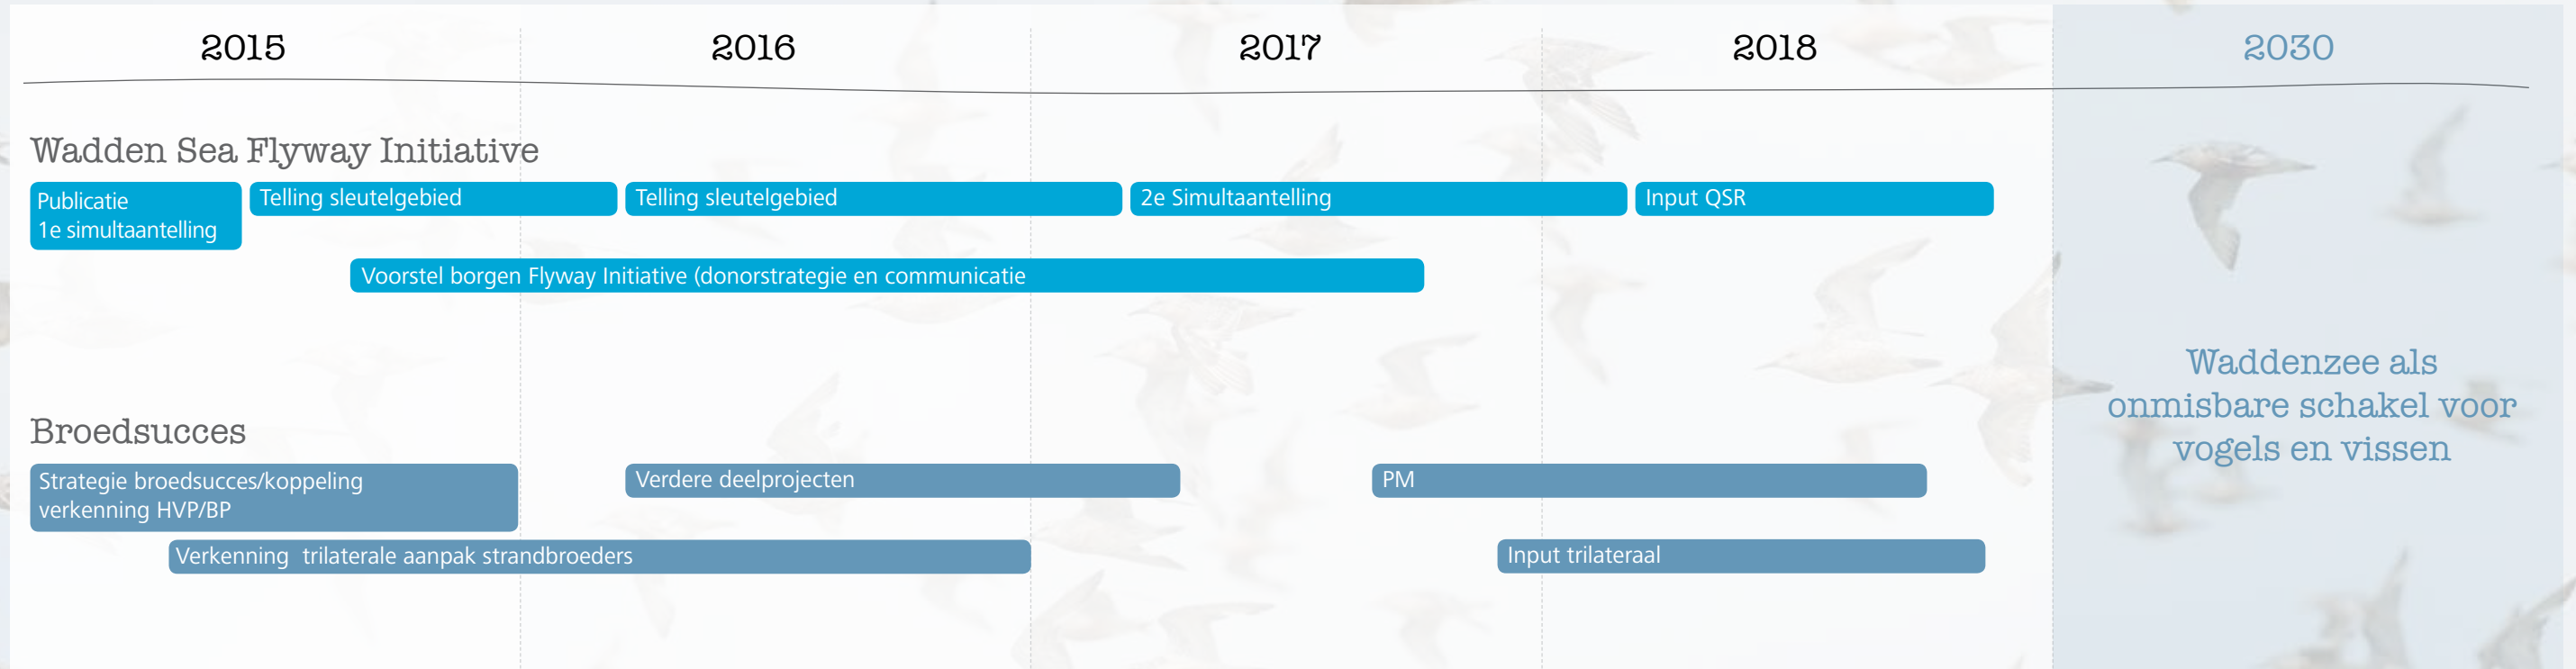 2015 2016 2017 2018 2030
Wadden Sea Flyway Initiative
Publicatie
1e simultaantelling
Telling sleutelgebied
Telling sleutelgebied
2e Simultaantelling
Input QSR
Voorstel borgen Flyway Initiative (donorstrategie en communicatie
Broedsucces
Strategie broedsucces/koppeling
verkenning HVP/BP
Verdere deelprojecten
PM
Verkenning  trilaterale aanpak strandbroeders
Input trilateraal
Waddenzee als
onmisbare schakel voor
vogels en vissen